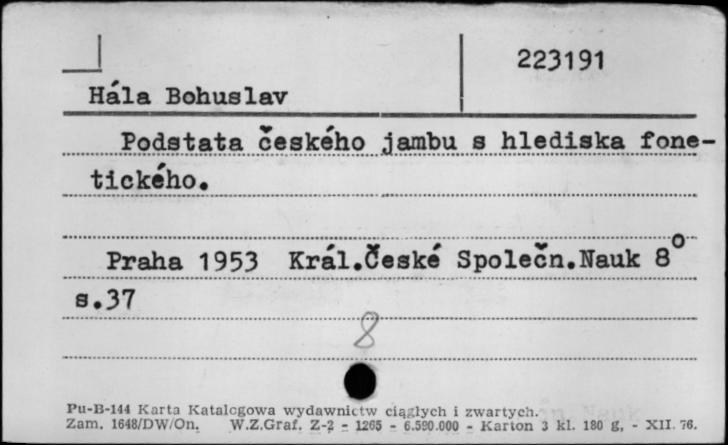 223191
Hála Bohuslav
Podstata českého jambu s hlediska fone-
tického.
Praha 1953 Král.České Společn.Nauk 8°
s.37
8
Pu-B-144 Karta Katalogowa wydawnictw ciągłych i zwartych.
Zam. 1648/DW/On. W.Z.Graf. Z-2 - 1265 - 6.590.000 - Karton 3 kl. 180 g, - XII. 76.